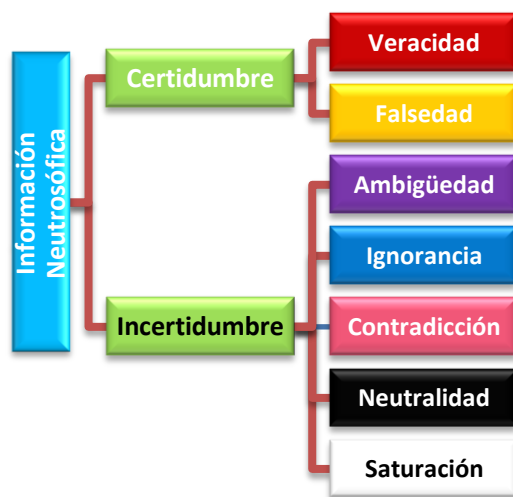 Información
Neutrosófica
Certidumbre
Veracidad
Falsedad
Incertidumbre
Ambigüedad
Ignorancia
Contradicción
Neutralidad
Saturación